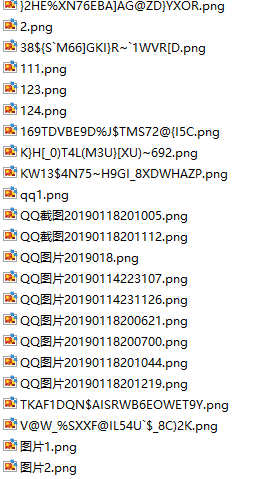 }2HE%XN76EBA]AG@ZD}YXOR.png
2.png
38${S`M66]GKI}R~`1WVR[D.png
111.png
123.png
124.png
169TDVBE9D%J$TMS72@{I5C.png
K}H[_0)T4L(M3U}[XU)~692.png
KW13$4N75~H9GI_8XDWHAZP.png
qq1.png
QQ截图20190118201005.png
QQ截图20190118201112.png
QQ图片2019018.png
QQ图片20190114223107.png
QQ图片20190114231126.png
QQ图片20190118200621.png
QQ图片20190118200700.png
QQ图片20190118201044.png
QQ图片20190118201219.png
TKAF1DQN$AISRWB6EOWET9Y.png
V@W_%SXXF@IL54U`$_8C)2K.png
图片1.png
图片2.png